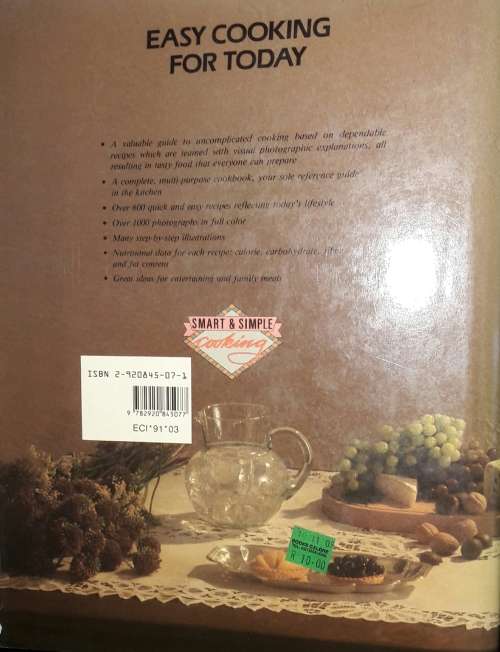 EASY COOKING
FOR TODAY
• A valuable guide to uncomplicated cooking based on dependable
recipes which are teamed with visual photographic explanations, all
resulting in tasty food that everyone can prepare
• A complete, multi-purpose cookbook, your sole reference guide
in the kitchen
• Over 600 quick and easy recipes reflecting today's lifestyle
• Over 1000 photographs in full color
• Many step-by-step illustrations
• Nutritional data for each recipe: calorie, carbohydrate,
and fat content
• Great ideas for entertaining and family meals
SMART & SIMPLE
Cooking
ISBN 2-920845-07-1
9 782920 845077
ECI*91*03
BOOKS GALORE
R 10-00